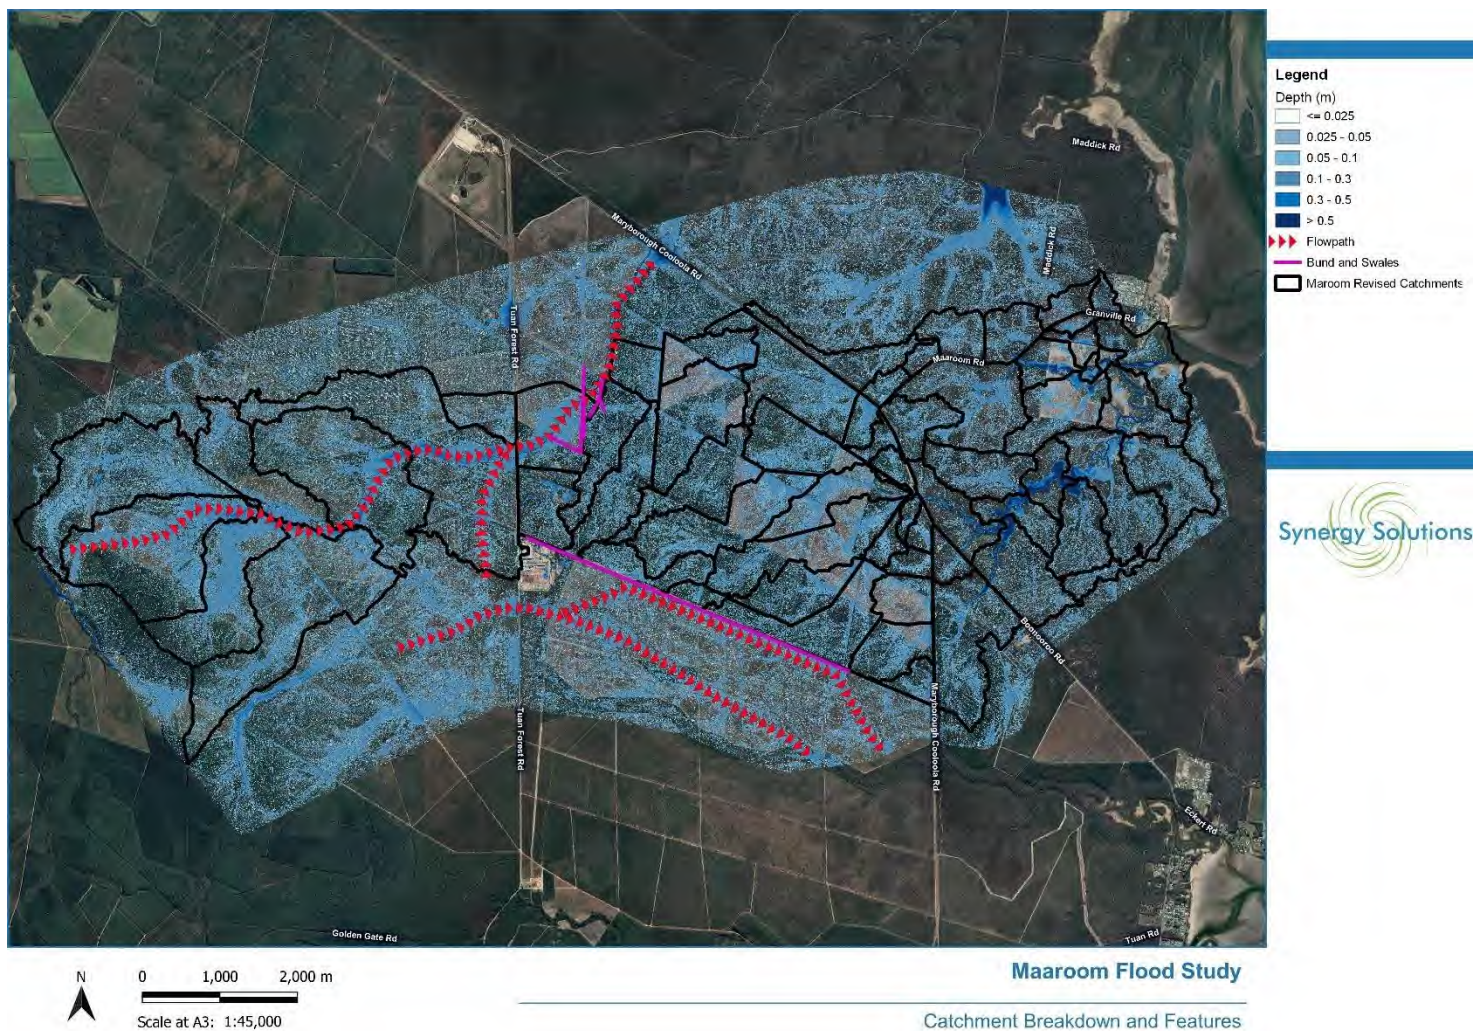 Maddick Rd
Maryborough Cooloola Rd
Maddick Rd
Tuan Forest Rd
Granville Rd
Maaroom Rd
Boonooroo Rd
Tuan Forest Rd
Maryborough Cooloola Rd
Eckert Rd
Golden Gate Rd
Tuan Rd
Legend
Depth (m)
<= 0.025
0.025 - 0.05
0.05 - 0.1
0.1 - 0.3
0.3 - 0.5
> 0.5
Flowpath
Bund and Swales
Maroom Revised Catchments
Synergy Solutions
N
0 1,000 2,000 m
Scale at A3: 1:45,000
Maaroom Flood Study
Catchment Breakdown and Features